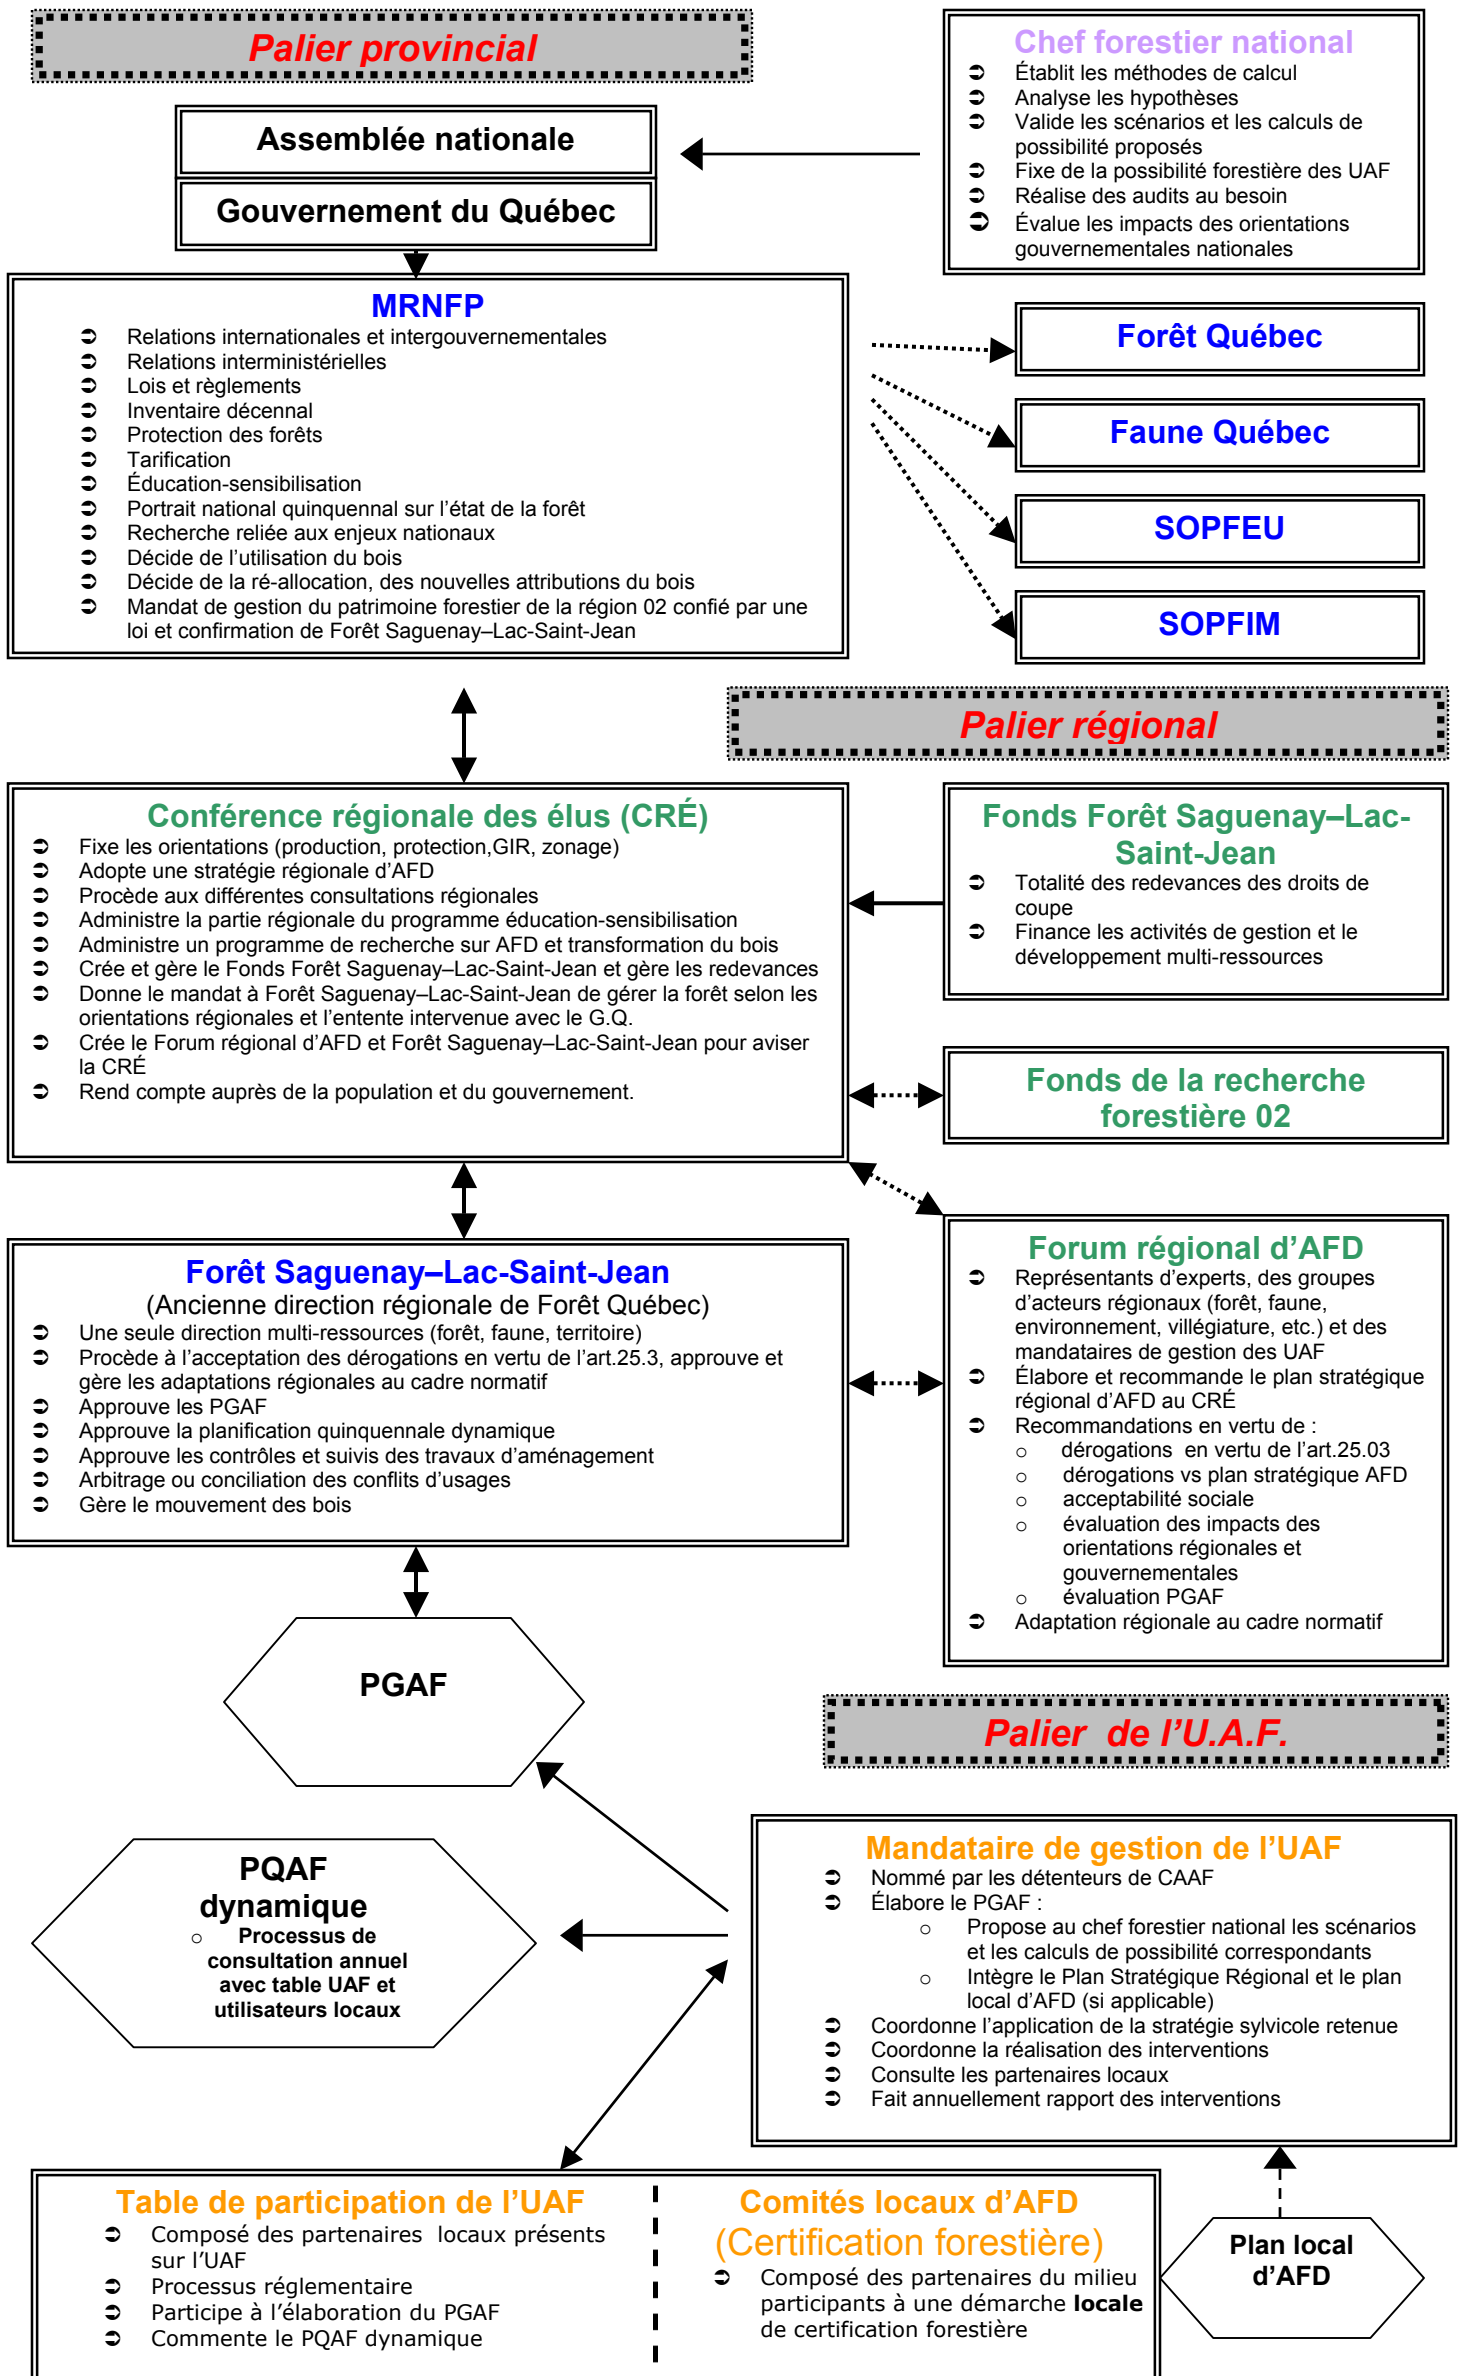 Palier provincial
Chef forestier national
➲ Établit les méthodes de calcul
➲ Analyse les hypothèses
➲ Valide les scénarios et les calculs de
possibilité proposés
➲ Fixe de la possibilité forestière des UAF
➲ Réalise des audits au besoin
➲ Évalue les impacts des orientations
gouvernementales nationales
Assemblée nationale
Gouvernement du Québec
MRNFP
➲ Relations internationales et intergouvernementales
➲ Relations interministérielles
➲ Lois et règlements
➲ Inventaire décennal
➲ Protection des forêts
➲ Tarification
➲ Éducation-sensibilisation
➲ Portrait national quinquennal sur l’état de la forêt
➲ Recherche reliée aux enjeux nationaux
➲ Décide de l’utilisation du bois
➲ Décide de la ré-allocation, des nouvelles attributions du bois
➲ Mandat de gestion du patrimoine forestier de la région 02 confié par une
loi et confirmation de Forêt Saguenay–Lac-Saint-Jean
Forêt Québec
Faune Québec
SOPFEU
SOPFIM
Palier régional
Conférence régionale des élus (CRÉ)
➲ Fixe les orientations (production, protection,GIR, zonage)
➲ Adopte une stratégie régionale d’AFD
➲ Procède aux différentes consultations régionales
➲ Administre la partie régionale du programme éducation-sensibilisation
➲ Administre un programme de recherche sur AFD et transformation du bois
➲ Crée et gère le Fonds Forêt Saguenay–Lac-Saint-Jean et gère les redevances
➲ Donne le mandat à Forêt Saguenay–Lac-Saint-Jean de gérer la forêt selon les
orientations régionales et l’entente intervenue avec le G.Q.
➲ Crée le Forum régional d’AFD et Forêt Saguenay–Lac-Saint-Jean pour aviser
la CRÉ
➲ Rend compte auprès de la population et du gouvernement.
Fonds Forêt Saguenay–Lac-
Saint-Jean
➲ Totalité des redevances des droits de
coupe
➲ Finance les activités de gestion et le
développement multi-ressources
Fonds de la recherche
forestière 02
Forêt Saguenay–Lac-Saint-Jean
(Ancienne direction régionale de Forêt Québec)
➲ Une seule direction multi-ressources (forêt, faune, territoire)
➲ Procède à l’acceptation des dérogations en vertu de l’art.25.3, approuve et
gère les adaptations régionales au cadre normatif
➲ Approuve les PGAF
➲ Approuve la planification quinquennale dynamique
➲ Approuve les contrôles et suivis des travaux d’aménagement
➲ Arbitrage ou conciliation des conflits d’usages
➲ Gère le mouvement des bois
Forum régional d’AFD
➲ Représentants d’experts, des groupes
d’acteurs régionaux (forêt, faune,
environnement, villégiature, etc.) et des
mandataires de gestion des UAF
➲ Élabore et recommande le plan stratégique
régional d’AFD au CRÉ
➲ Recommandations en vertu de :
o dérogations en vertu de l’art.25.03
o dérogations vs plan stratégique AFD
o acceptabilité sociale
o évaluation des impacts des
orientations régionales et
gouvernementales
o évaluation PGAF
➲ Adaptation régionale au cadre normatif
PGAF
Palier de l’U.A.F.
PQAF
dynamique
o Processus de
consultation annuel
avec table UAF et
utilisateurs locaux
Mandataire de gestion de l’UAF
➲ Nommé par les détenteurs de CAAF
➲ Élabore le PGAF :
o Propose au chef forestier national les scénarios
et les calculs de possibilité correspondants
o Intègre le Plan Stratégique Régional et le plan
local d’AFD (si applicable)
➲ Coordonne l’application de la stratégie sylvicole retenue
➲ Coordonne la réalisation des interventions
➲ Consulte les partenaires locaux
➲ Fait annuellement rapport des interventions
Table de participation de l’UAF
➲ Composé des partenaires locaux présents
sur l’UAF
➲ Processus réglementaire
➲ Participe à l’élaboration du PGAF
➲ Commente le PQAF dynamique
Comités locaux d’AFD
(Certification forestière)
➲ Composé des partenaires du milieu
participants à une démarche locale
de certification forestière
Plan local
d’AFD